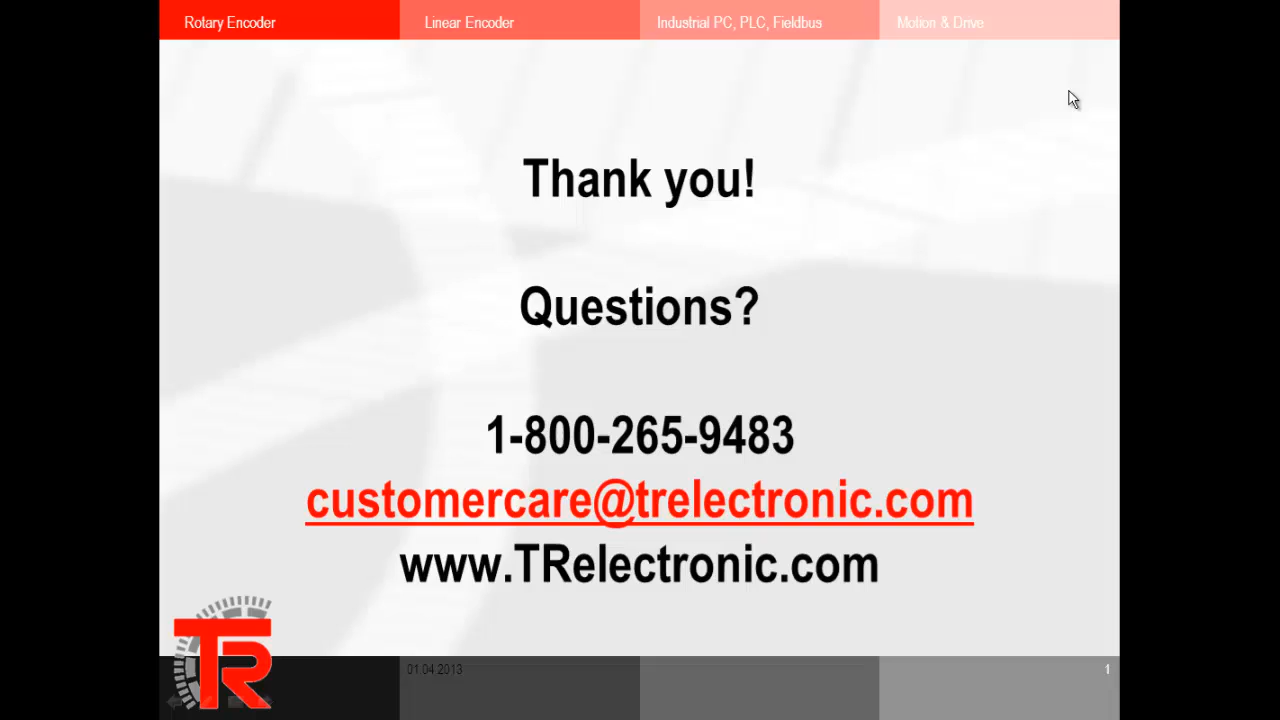 Rotary Encoder
Linear Encoder
Industrial PC, PLC, Fieldbus
Motion & Drive
Thank you!
Questions?
1-800-265-9483
customercare@trelectronic.com
www.TRelectronic.com
TR
01.04.2013
1